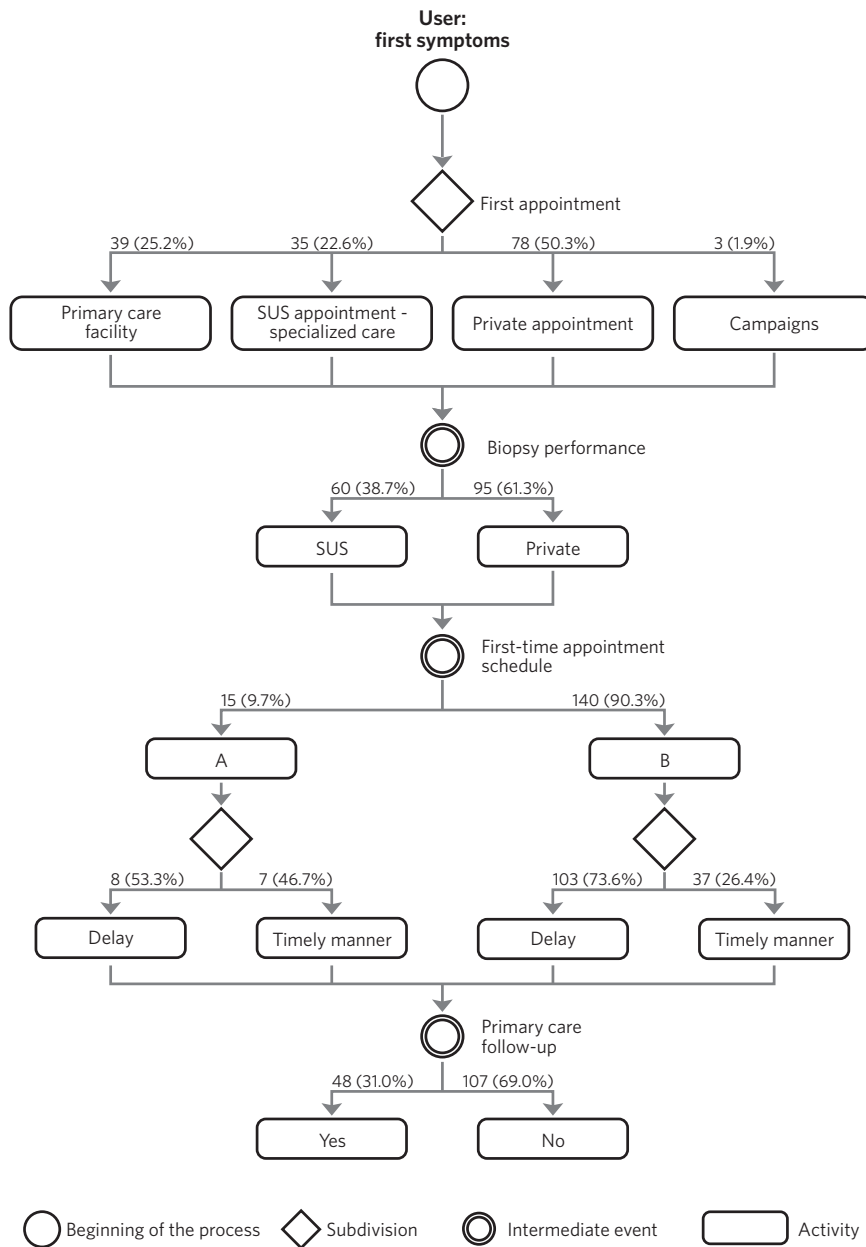 User:
first symptoms
First appointment
39 (25.2%)
35 (22.6%)
78 (50.3%)
3 (1.9%)
Primary care
facility
SUS appointment -
specialized care
Private appointment
Campaigns
Biopsy performance
60 (38.7%)
95 (61.3%)
SUS
Private
First-time appointment
schedule
15 (9.7%)
140 (90.3%)
A
B
8 (53.3%)
7 (46.7%)
103 (73.6%)
37 (26.4%)
Delay
Timely manner
Delay
Timely manner
Primary care
follow-up
48 (31.0%)
107 (69.0%)
Yes
No
Beginning of the process
Subdivision
Intermediate event
Activity